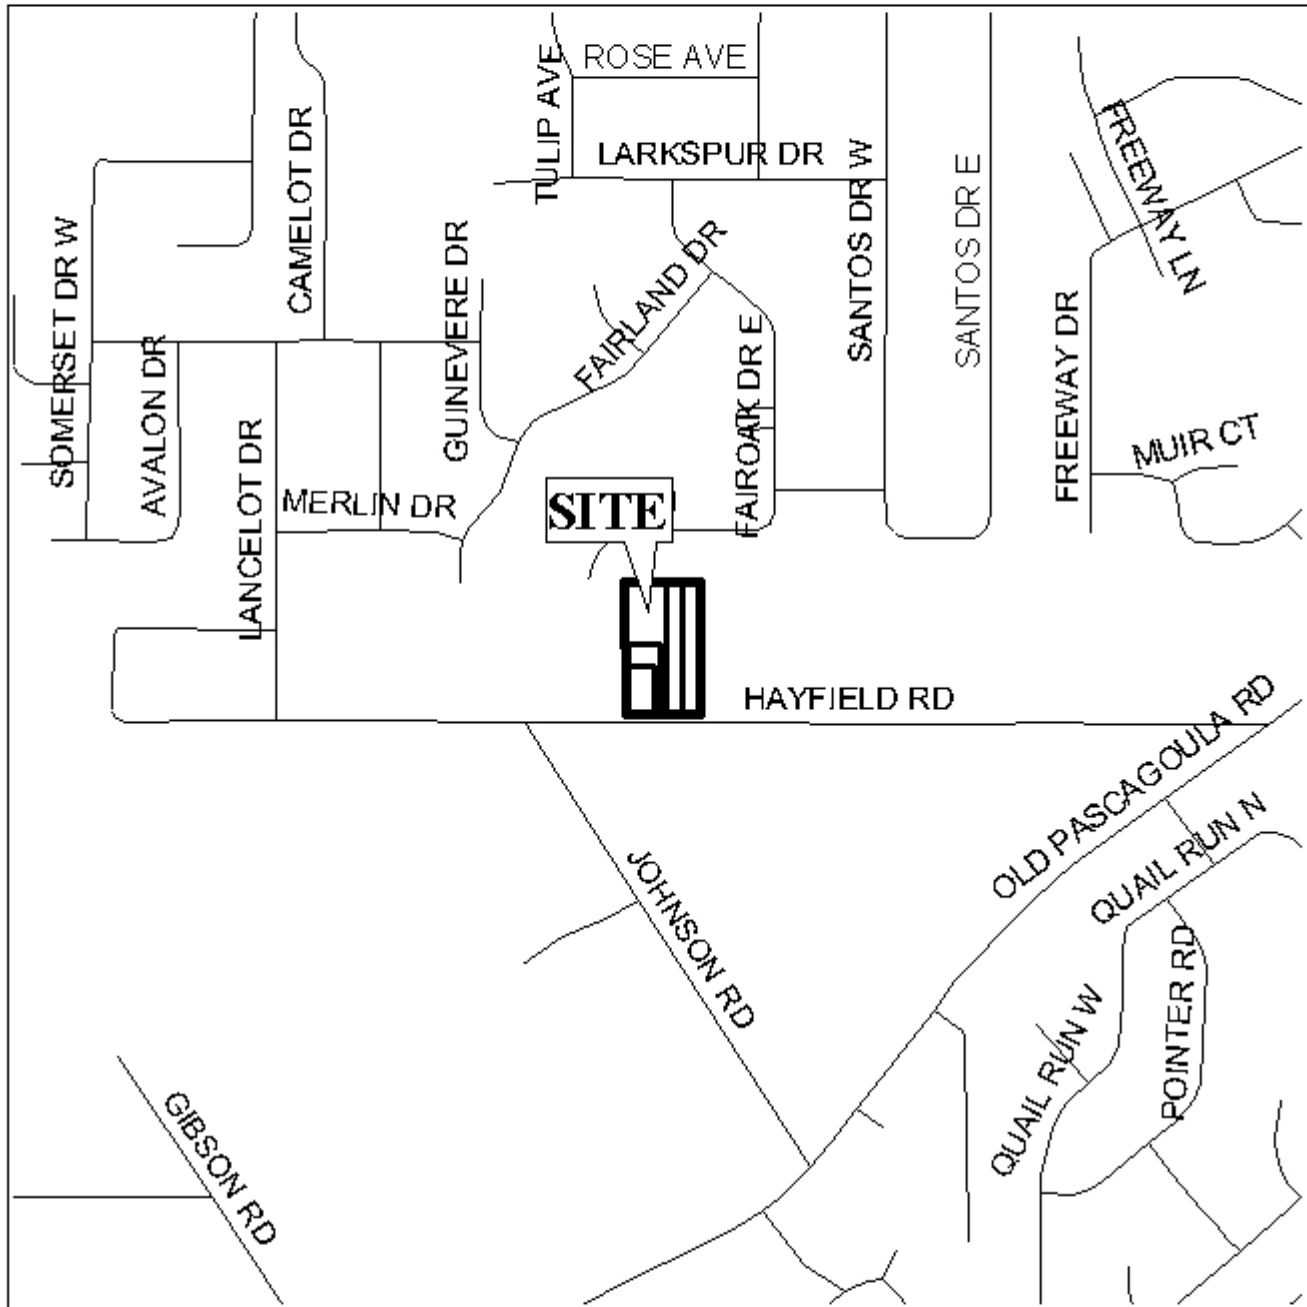 ROSE AVE
TULIP AVE
LARKSPUR DR
CAMELOT DR
FREEWAY LN
SANTOS DR W
SANTOS DR E
SOMERSET DR W
GUINEVERE DR
FAIRLAND DR
AVALON DR
FAIROAK DR E
FREEWAY DR
LANCELOT DR
MUIR CT
MERLIN DR
SITE
HAYFIELD RD
OLD PASCAGOULA RD
QUAIL RUN N
JOHNSON RD
POINTER RD
QUAIL RUN W
GIBSON RD